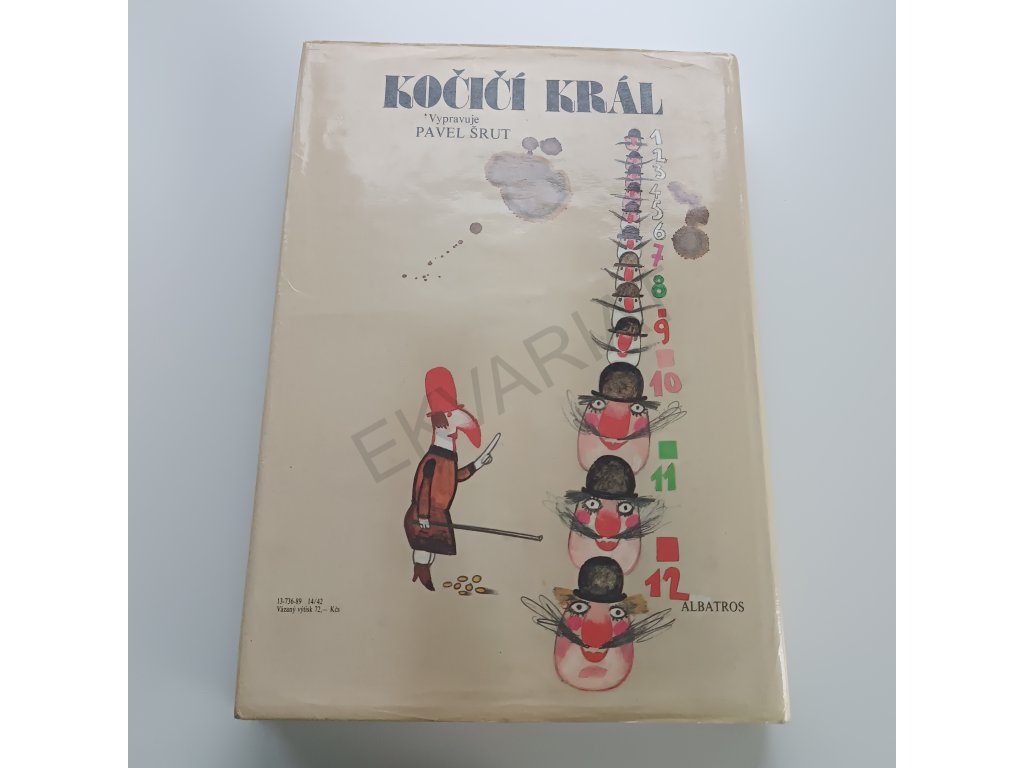 KOČIČÍ KRÁL
Vypravuje
PAVEL ŠRUT
1
2
3
4
5
6
7
8
9
10
11
12
ALBATROS
13-736-89 14/42
Vázaný výtisk 72,– Kčs
EKVARIU